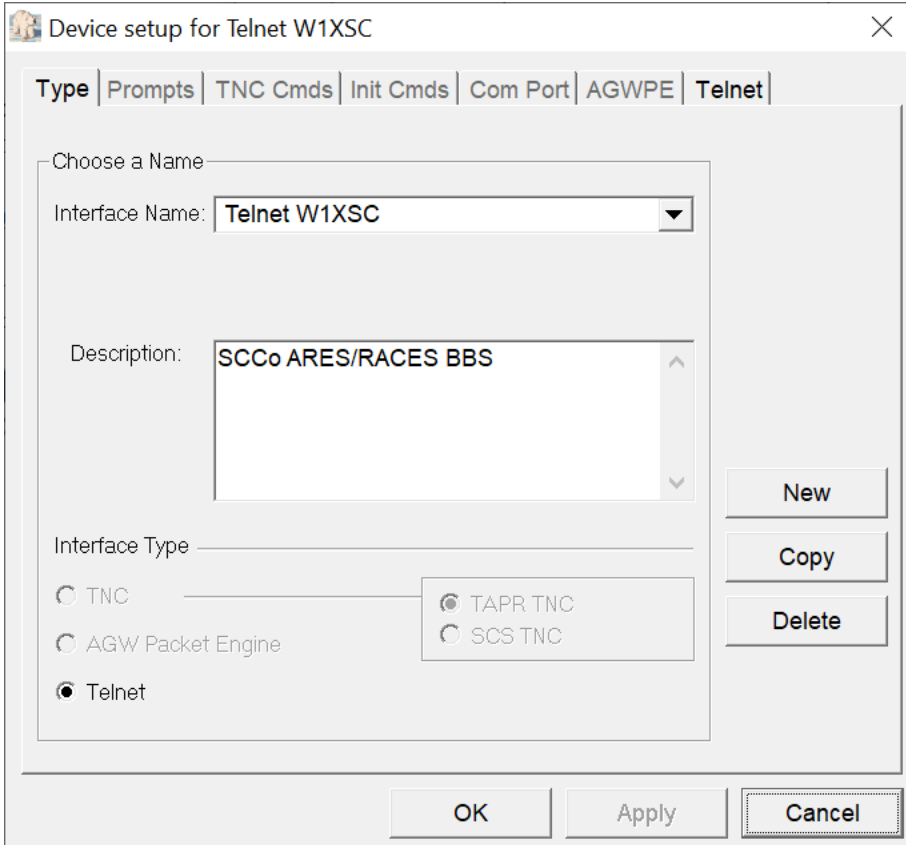 Device setup for Telnet W1XSC
Type Prompts TNC Cmds Init Cmds Com Port AGWPE Telnet
Choose a Name
Interface Name: Telnet W1XSC
Description: SCCo ARES/RACES BBS
New
Interface Type
Copy
TNC
TAPR TNC
Delete
SCS TNC
AGW Packet Engine
Telnet
OK Apply Cancel